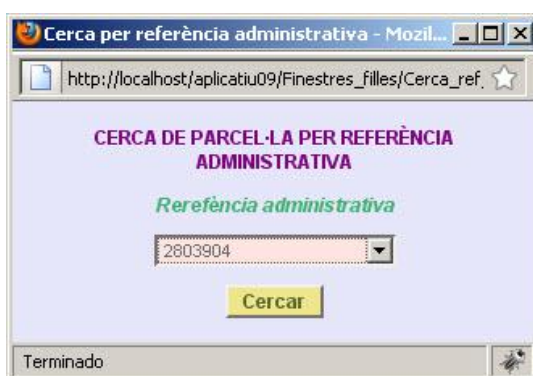 Cerca per referència administrativa - Mozil...
http://localhost/aplicatiu09/Finestres_filles/Cerca_ref_
CERCA DE PARCEL·LA PER REFERÈNCIA
ADMINISTRATIVA
Rerefència administrativa
2803904
Cercar
Terminado